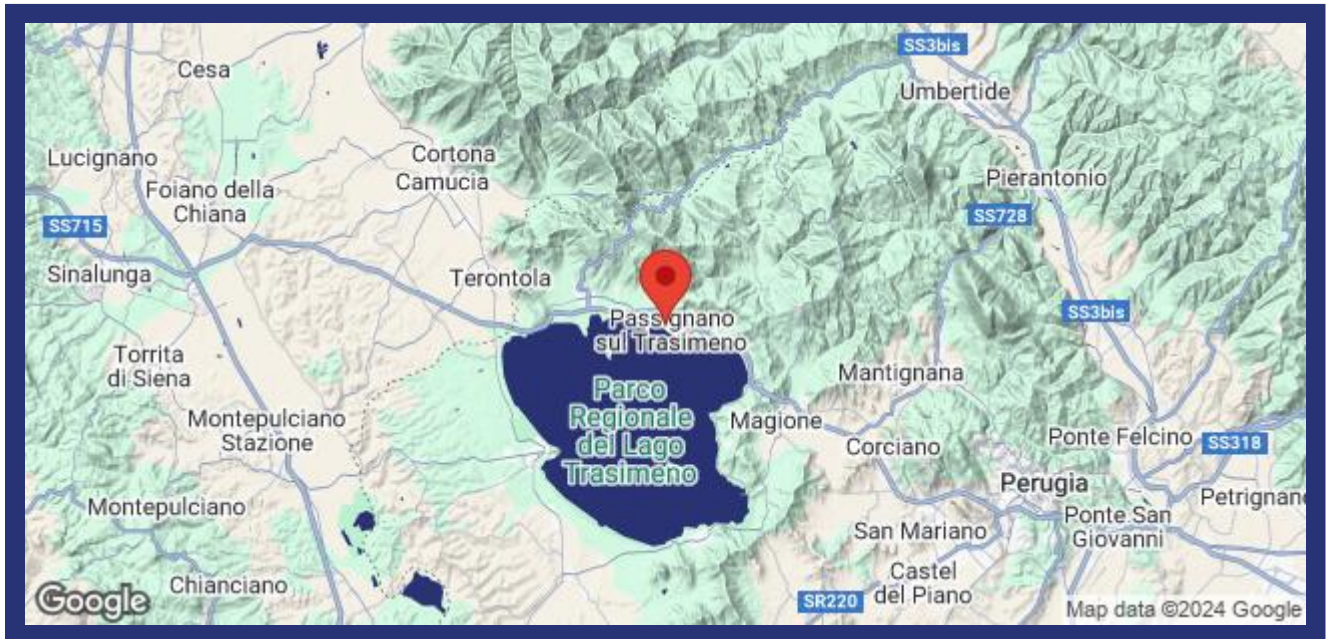 SS3bis
Cesa
Umbertide
Lucignano
Cortona
Camucia
Foiano della
Chiana
Pierantonio
SS715
SS728
Sinalunga
Terontola
SS3bis
Passignano
sul Trasimeno
Torrita
di Siena
Mantignana
Parco
Regionale
del Lago
Trasimeno
Montepulciano
Stazione
Magione
Corciano
Ponte Felcino
SS318
Perugia
Petrignano
Montepulciano
San Mariano
Ponte San
Giovanni
Chianciano
Castel
del Piano
SR220
Google
Map data ©2024 Google